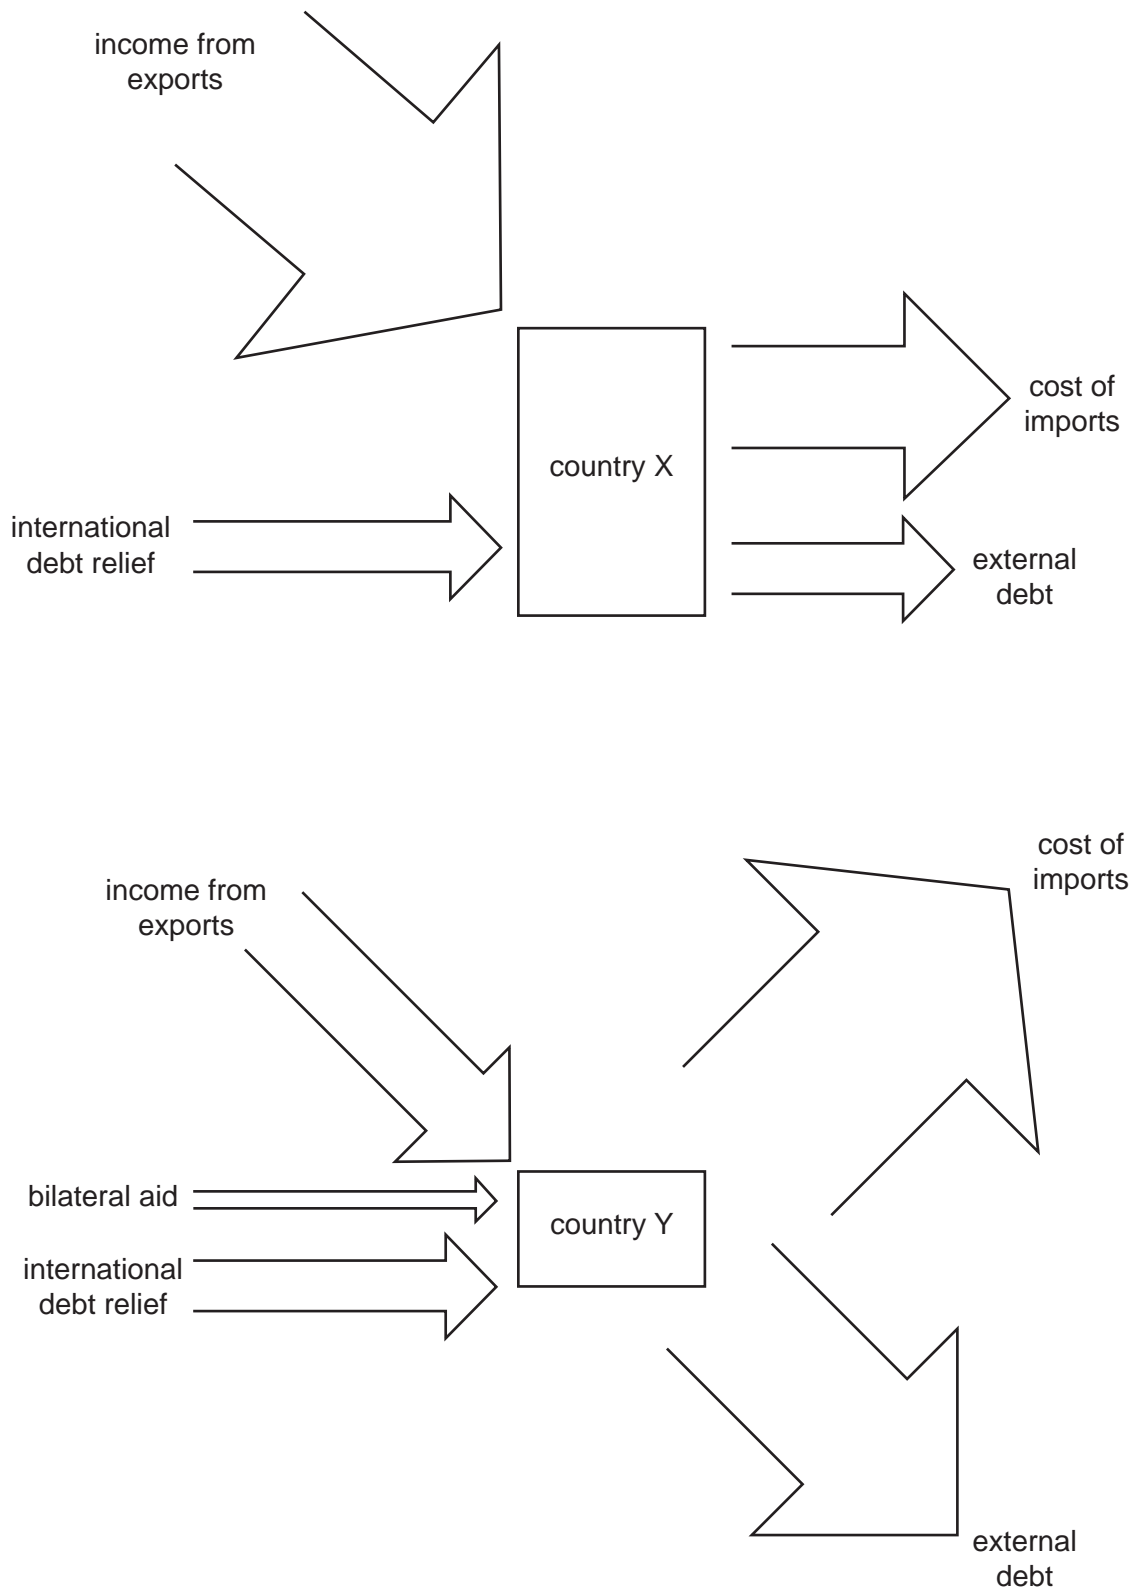 income from
exports
cost of
imports
country X
international
debt relief
external
debt
cost of
imports
income from
exports
bilateral aid
country Y
international
debt relief
external
debt